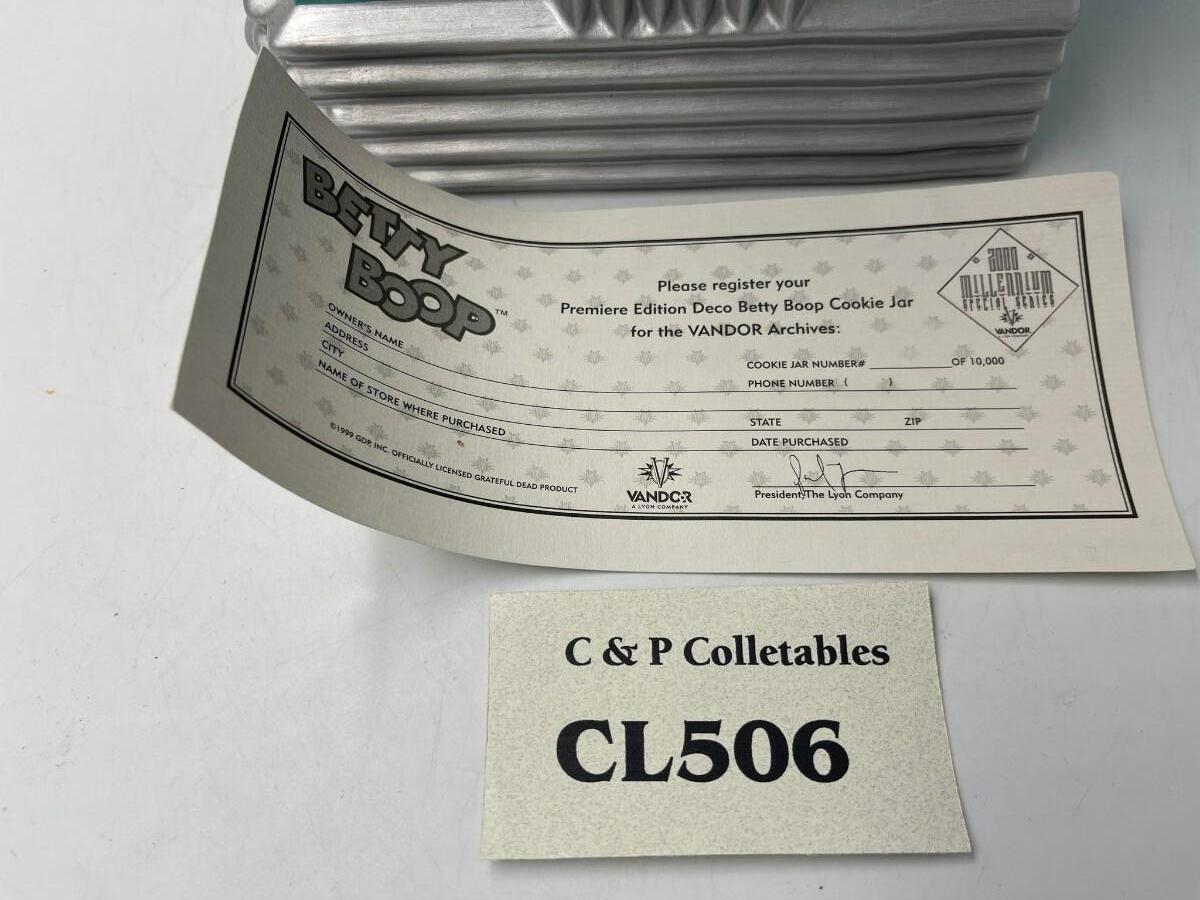 BETTY
BOOP™
Please register your
Premiere Edition Deco Betty Boop Cookie Jar
for the VANDOR Archives:
2000
MILLENNIUM
SPECIAL SERIES
VANDOR
COOKIE JAR NUMBER# ________ OF 10,000
OWNER'S NAME
PHONE NUMBER ( )
ADDRESS
CITY
STATE ZIP
NAME OF STORE WHERE PURCHASED
DATE PURCHASED
©1999 GDP, INC. OFFICIALLY LICENSED GRATEFUL DEAD PRODUCT
VANDOR
A LYON COMPANY
President, The Lyon Company
C & P Colletables
CL506